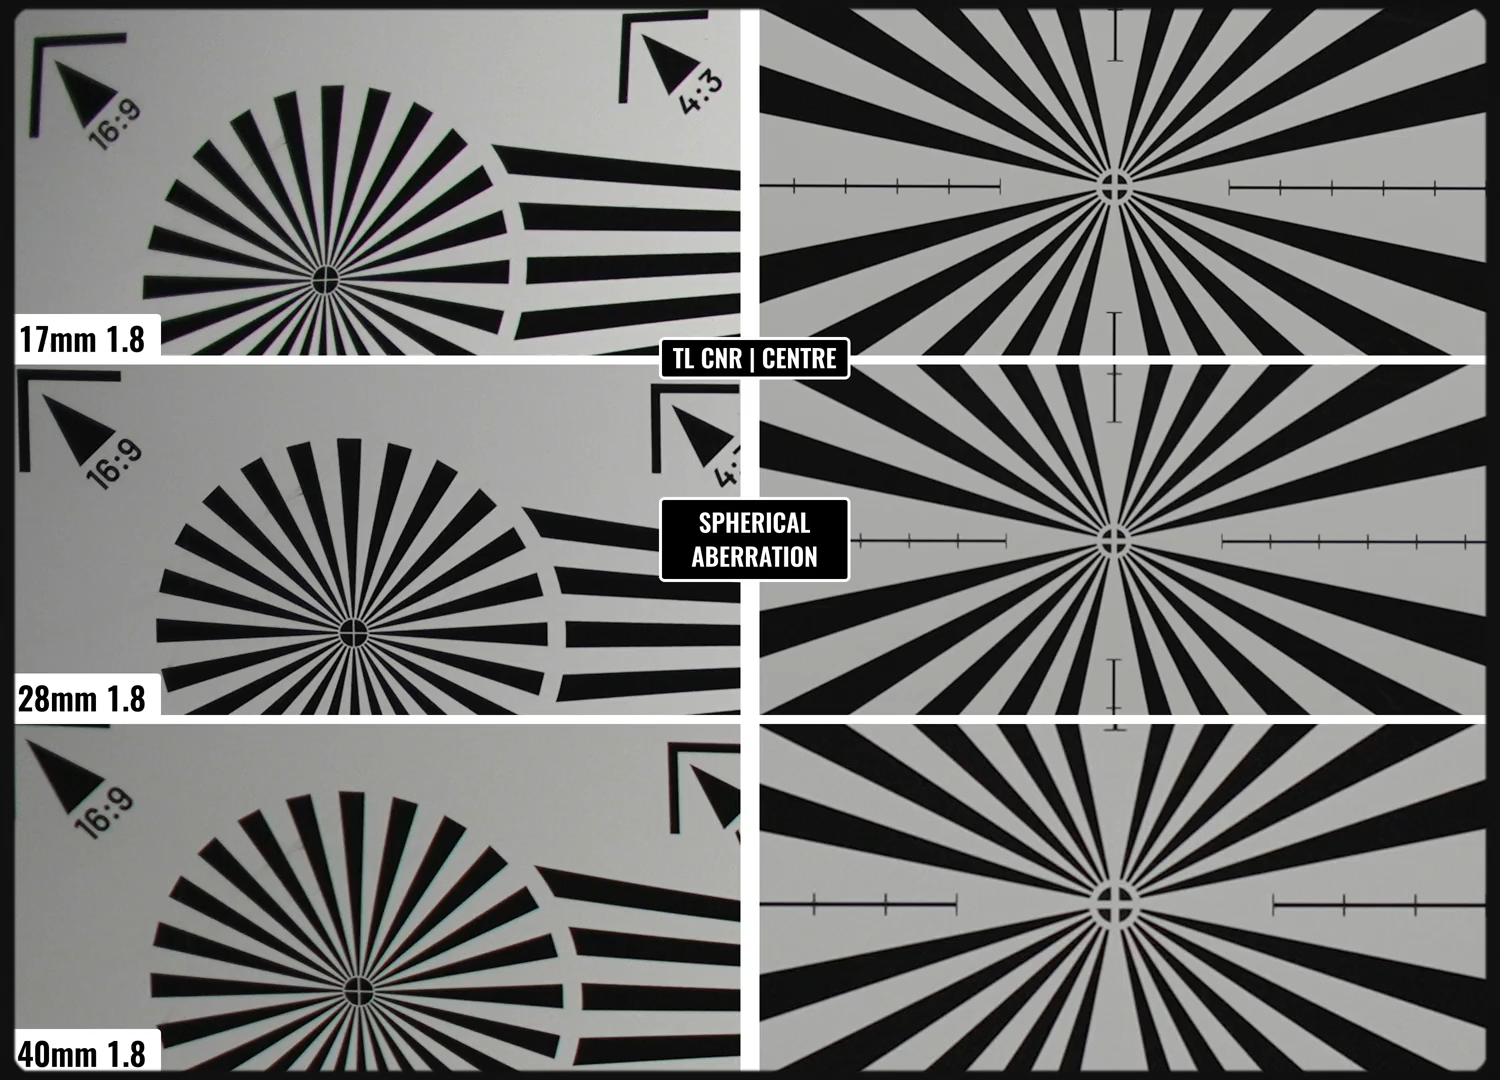 16:9
4:3
17mm 1.8
TL CNR | CENTRE
16:9
28mm 1.8
SPHERICAL
ABERRATION
16:9
40mm 1.8